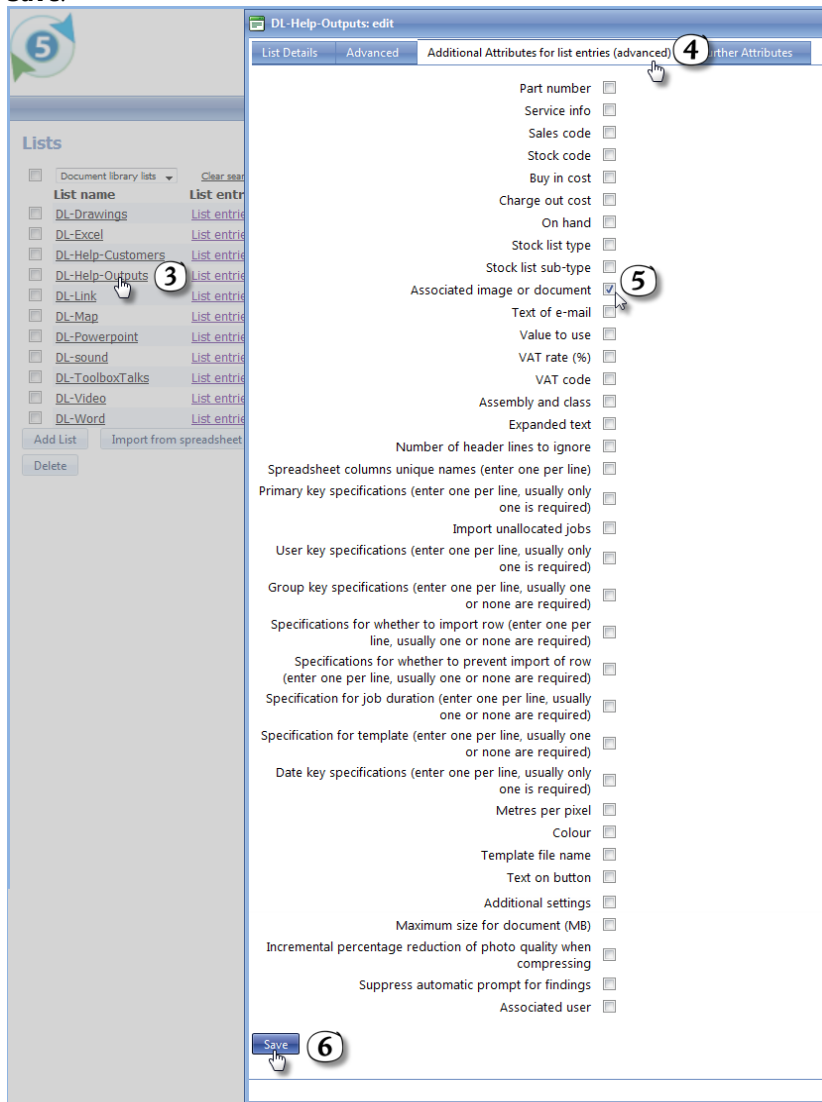 Save.
5
DL-Help-Outputs: edit
List Details Advanced Additional Attributes for list entries (advanced) 4 urther Attributes
Lists
Document library lists Clear sear
List name List entr
DL-Drawings List entrie
DL-Excel List entrie
DL-Help-Customers List entrie
DL-Help-Outputs 3 List entrie
DL-Link List entrie
DL-Map List entrie
DL-Powerpoint List entrie
DL-sound List entrie
DL-ToolboxTalks List entrie
DL-Video List entrie
DL-Word List entrie
Add List Import from spreadsheet
Delete
Part number
Service info
Sales code
Stock code
Buy in cost
Charge out cost
On hand
Stock list type
Stock list sub-type
Associated image or document 5
Text of e-mail
Value to use
VAT rate (%)
VAT code
Assembly and class
Expanded text
Number of header lines to ignore
Spreadsheet columns unique names (enter one per line)
Primary key specifications (enter one per line, usually only
one is required)
Import unallocated jobs
User key specifications (enter one per line, usually only
one is required)
Group key specifications (enter one per line, usually one
or none are required)
Specifications for whether to import row (enter one per
line, usually one or none are required)
Specifications for whether to prevent import of row
(enter one per line, usually one or none are required)
Specification for job duration (enter one per line, usually
one or none are required)
Specification for template (enter one per line, usually one
or none are required)
Date key specifications (enter one per line, usually only
one is required)
Metres per pixel
Colour
Template file name
Text on button
Additional settings
Maximum size for document (MB)
Incremental percentage reduction of photo quality when
compressing
Suppress automatic prompt for findings
Associated user
Save 6